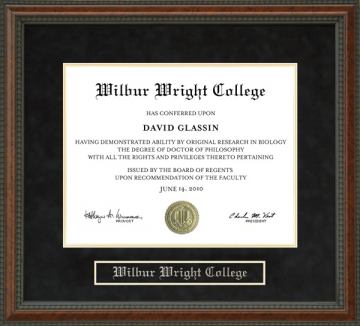 Wilbur Wright College
HAS CONFERRED UPON
DAVID GLASSIN
HAVING DEMONSTRATED ABILITY BY ORIGINAL RESEARCH IN BIOLOGY
THE DEGREE OF DOCTOR OF PHILOSOPHY
WITH ALL THE RIGHTS AND PRIVILEGES THERETO PERTAINING
ISSUED BY THE BOARD OF REGENTS
UPON RECOMMENDATION OF THE FACULTY
JUNE 14, 2010
PROVOST
PRESIDENT
Wilbur Wright College